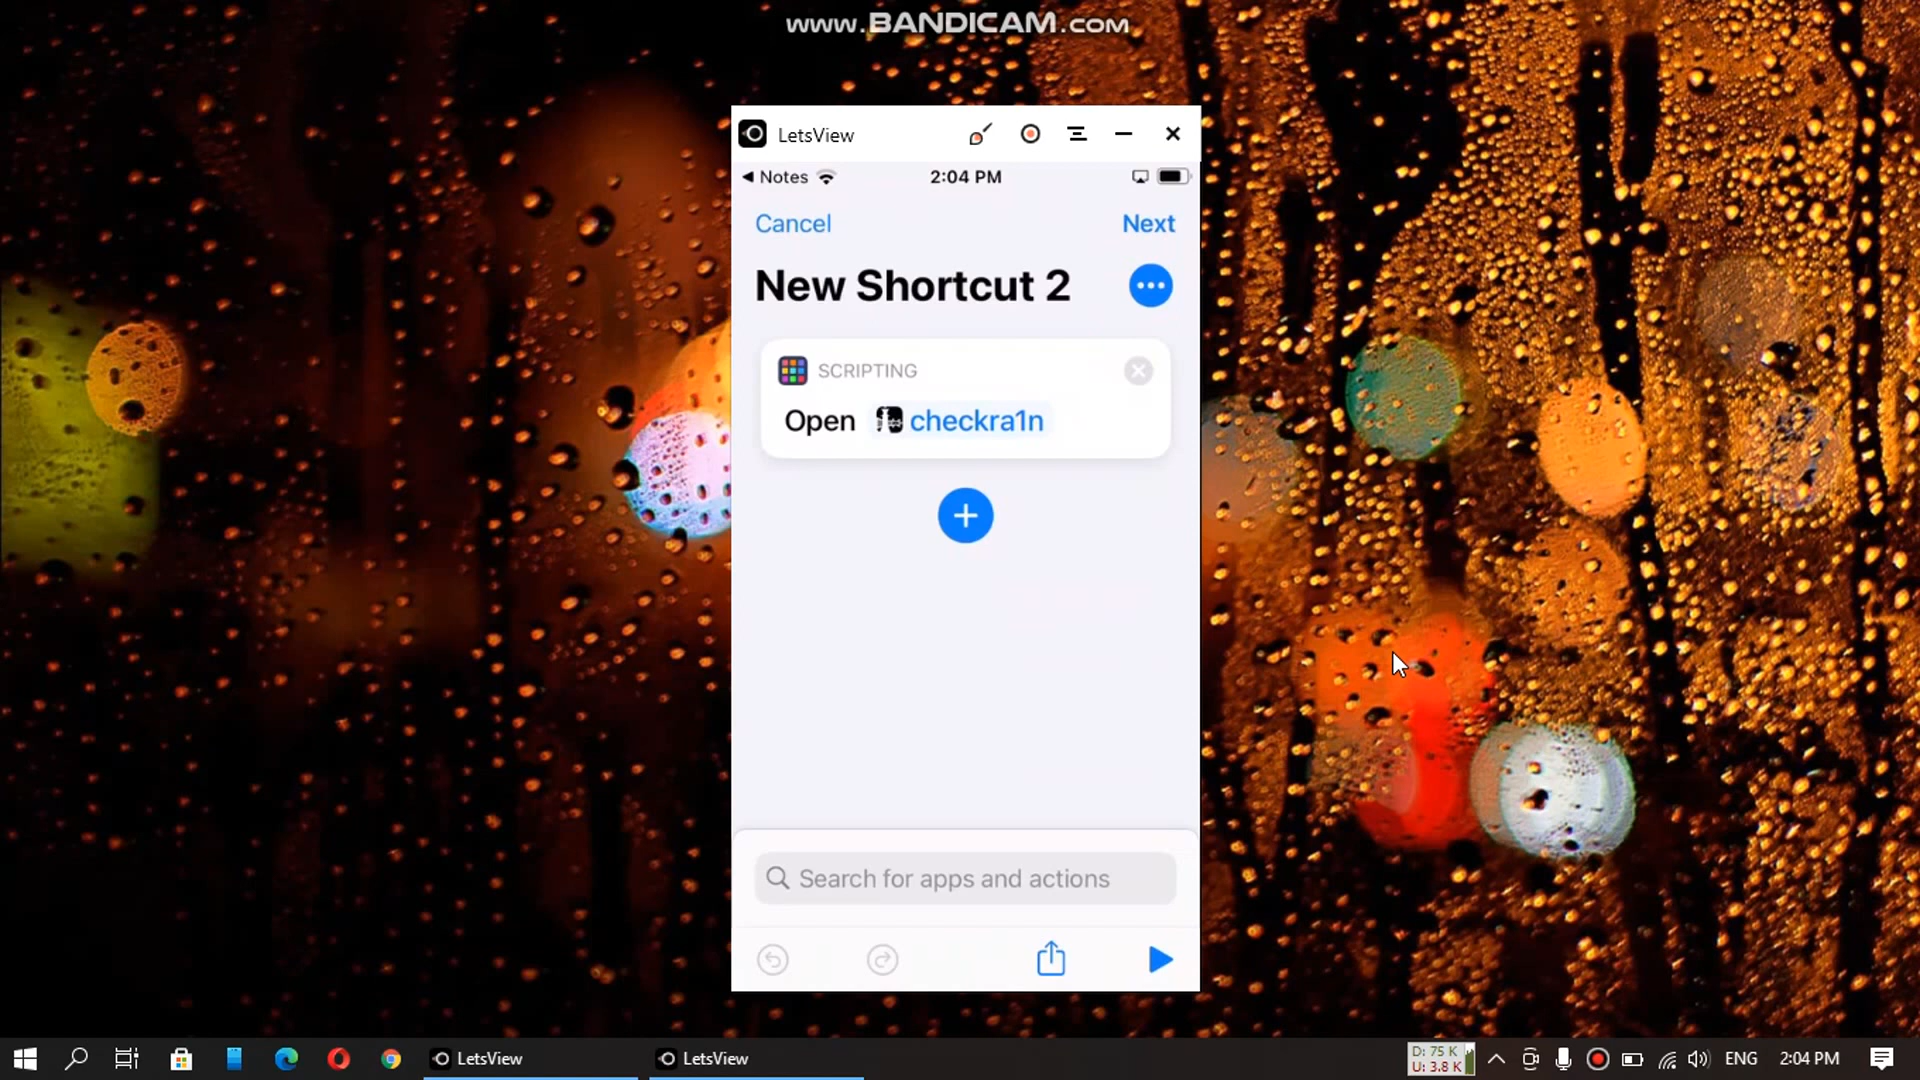 www.BANDICAM.com
LetsView
Notes
2:04 PM
Cancel
Next
New Shortcut 2
SCRIPTING
Open checkra1n
Search for apps and actions
LetsView
LetsView
D: 75 K
U: 3.8 K
ENG
2:04 PM